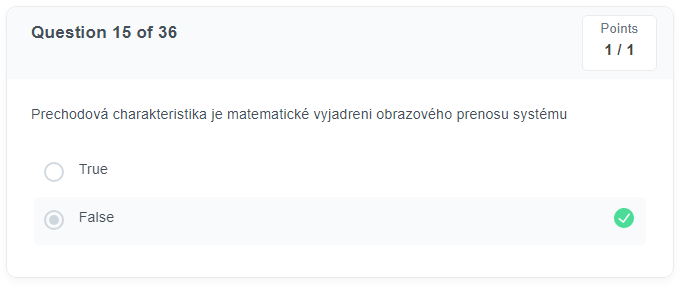 Question 15 of 36
Points
1 / 1
Prechodová charakteristika je matematické vyjadreni obrazového prenosu systému
True
False